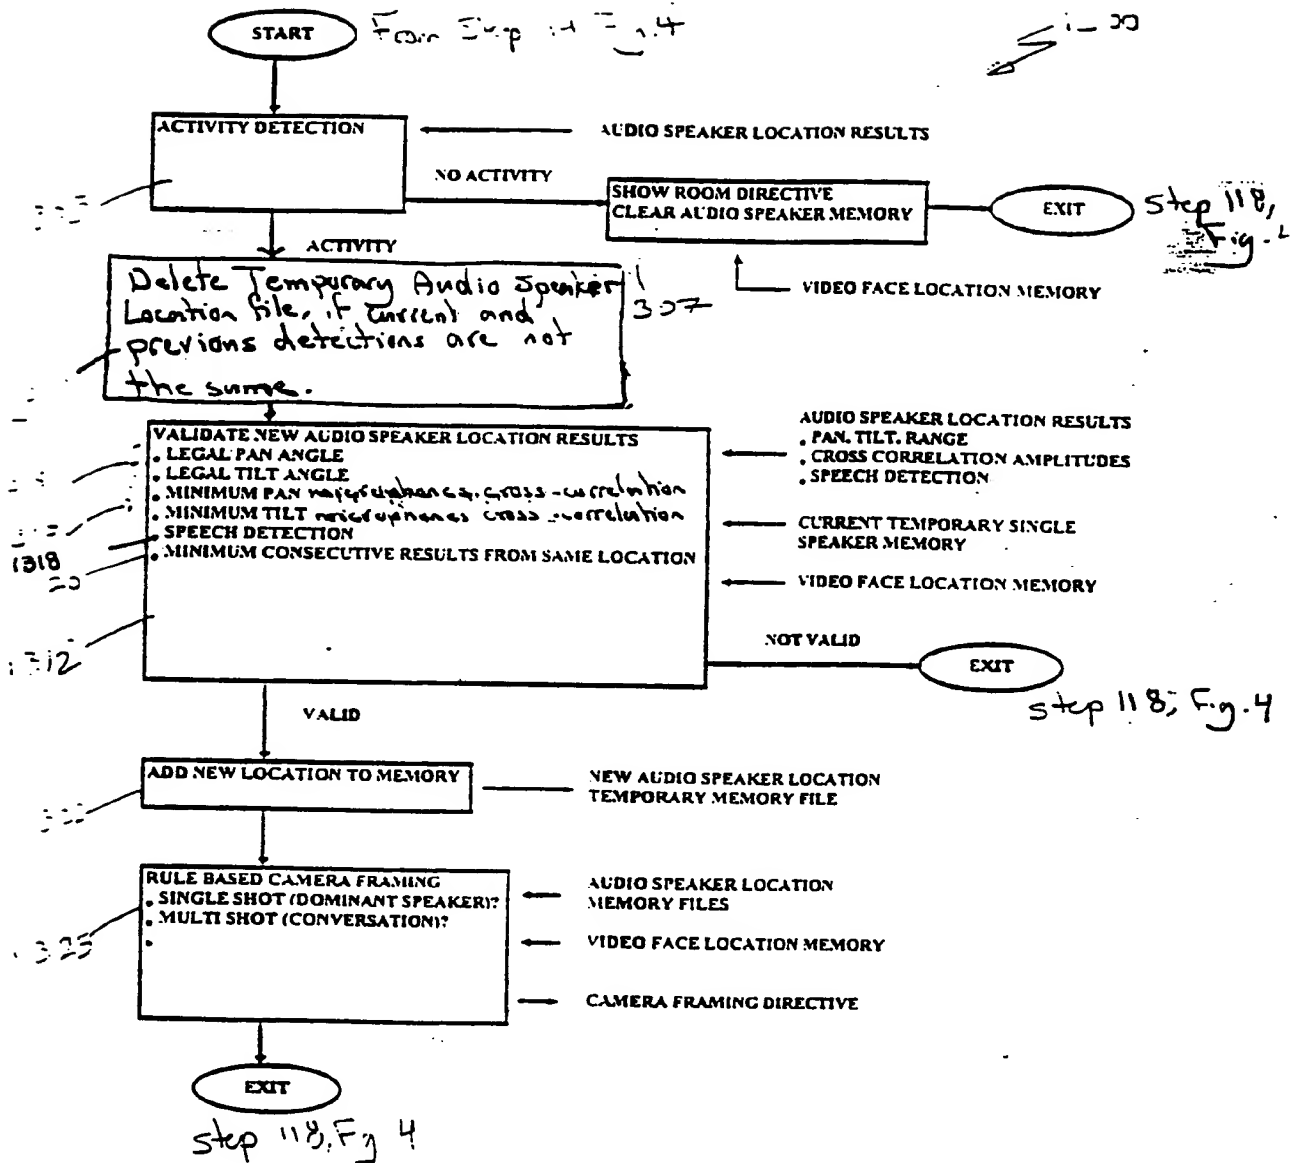 START From Step Fig. 4
ACTIVITY DETECTION
AUDIO SPEAKER LOCATION RESULTS
NO ACTIVITY
SHOW ROOM DIRECTIVE
CLEAR AUDIO SPEAKER MEMORY
EXIT
step 118,
Fig.
ACTIVITY
VIDEO FACE LOCATION MEMORY
Delete Temporary Audio Speaker
Location file, if current and
previous detections are not
the same.
307
VALIDATE NEW AUDIO SPEAKER LOCATION RESULTS
. LEGAL PAN ANGLE
. LEGAL TILT ANGLE
. MINIMUM PAN microphones cross-correlation
. MINIMUM TILT microphones cross-correlation
. SPEECH DETECTION
. MINIMUM CONSECUTIVE RESULTS FROM SAME LOCATION
AUDIO SPEAKER LOCATION RESULTS
. PAN. TILT. RANGE
. CROSS CORRELATION AMPLITUDES
. SPEECH DETECTION
CURRENT TEMPORARY SINGLE
SPEAKER MEMORY
VIDEO FACE LOCATION MEMORY
1318
20
312
NOT VALID
EXIT
step 118, Fig. 4
VALID
ADD NEW LOCATION TO MEMORY
NEW AUDIO SPEAKER LOCATION
TEMPORARY MEMORY FILE
RULE BASED CAMERA FRAMING
. SINGLE SHOT (DOMINANT SPEAKER)?
. MULTI SHOT (CONVERSATION)?
.
AUDIO SPEAKER LOCATION
MEMORY FILES
VIDEO FACE LOCATION MEMORY
CAMERA FRAMING DIRECTIVE
325
EXIT
step 118, Fig 4